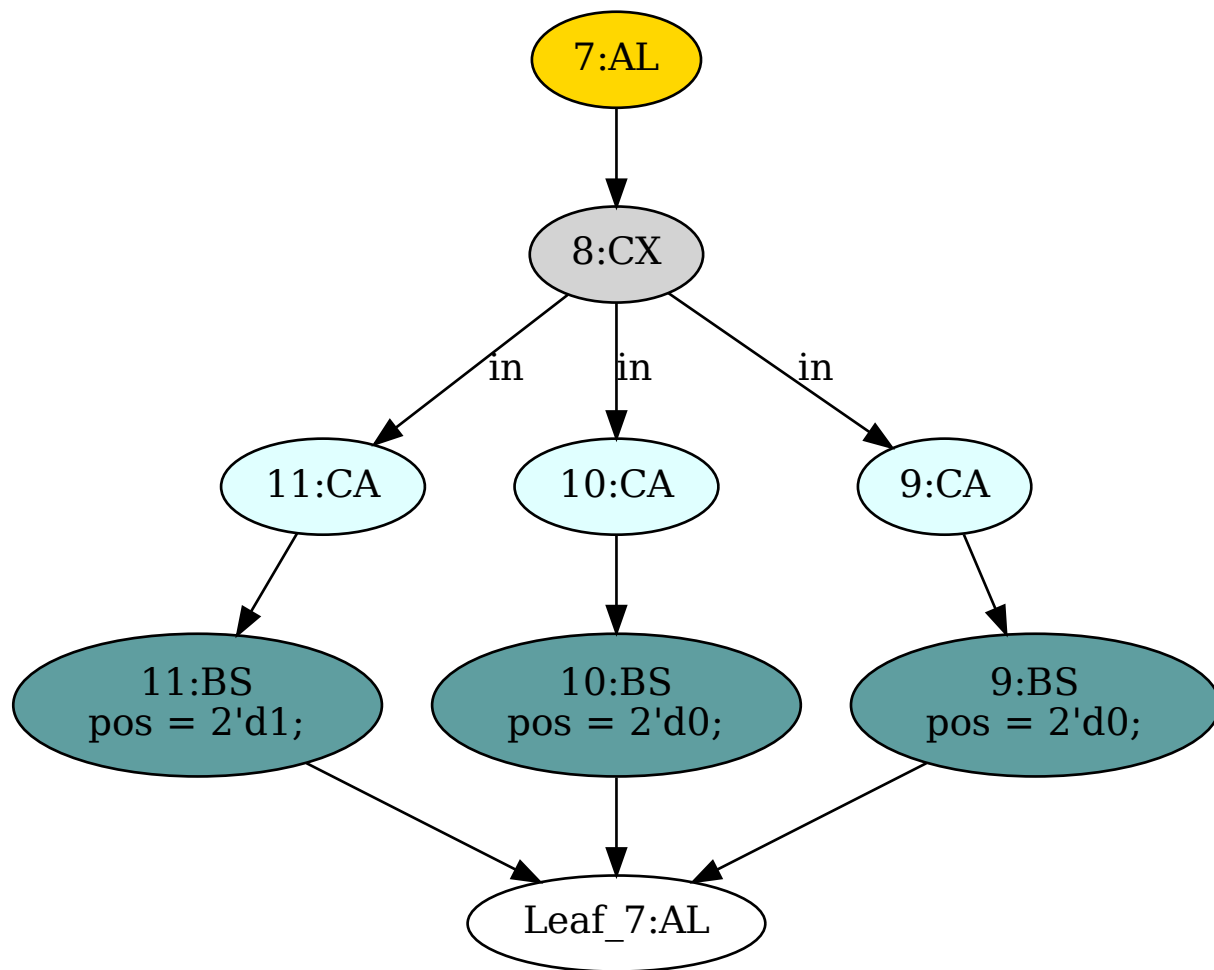 7:AL
8:CX
in
in
in
11:CA
10:CA
9:CA
11:BS
pos = 2'd1;
10:BS
pos = 2'd0;
9:BS
pos = 2'd0;
Leaf_7:AL